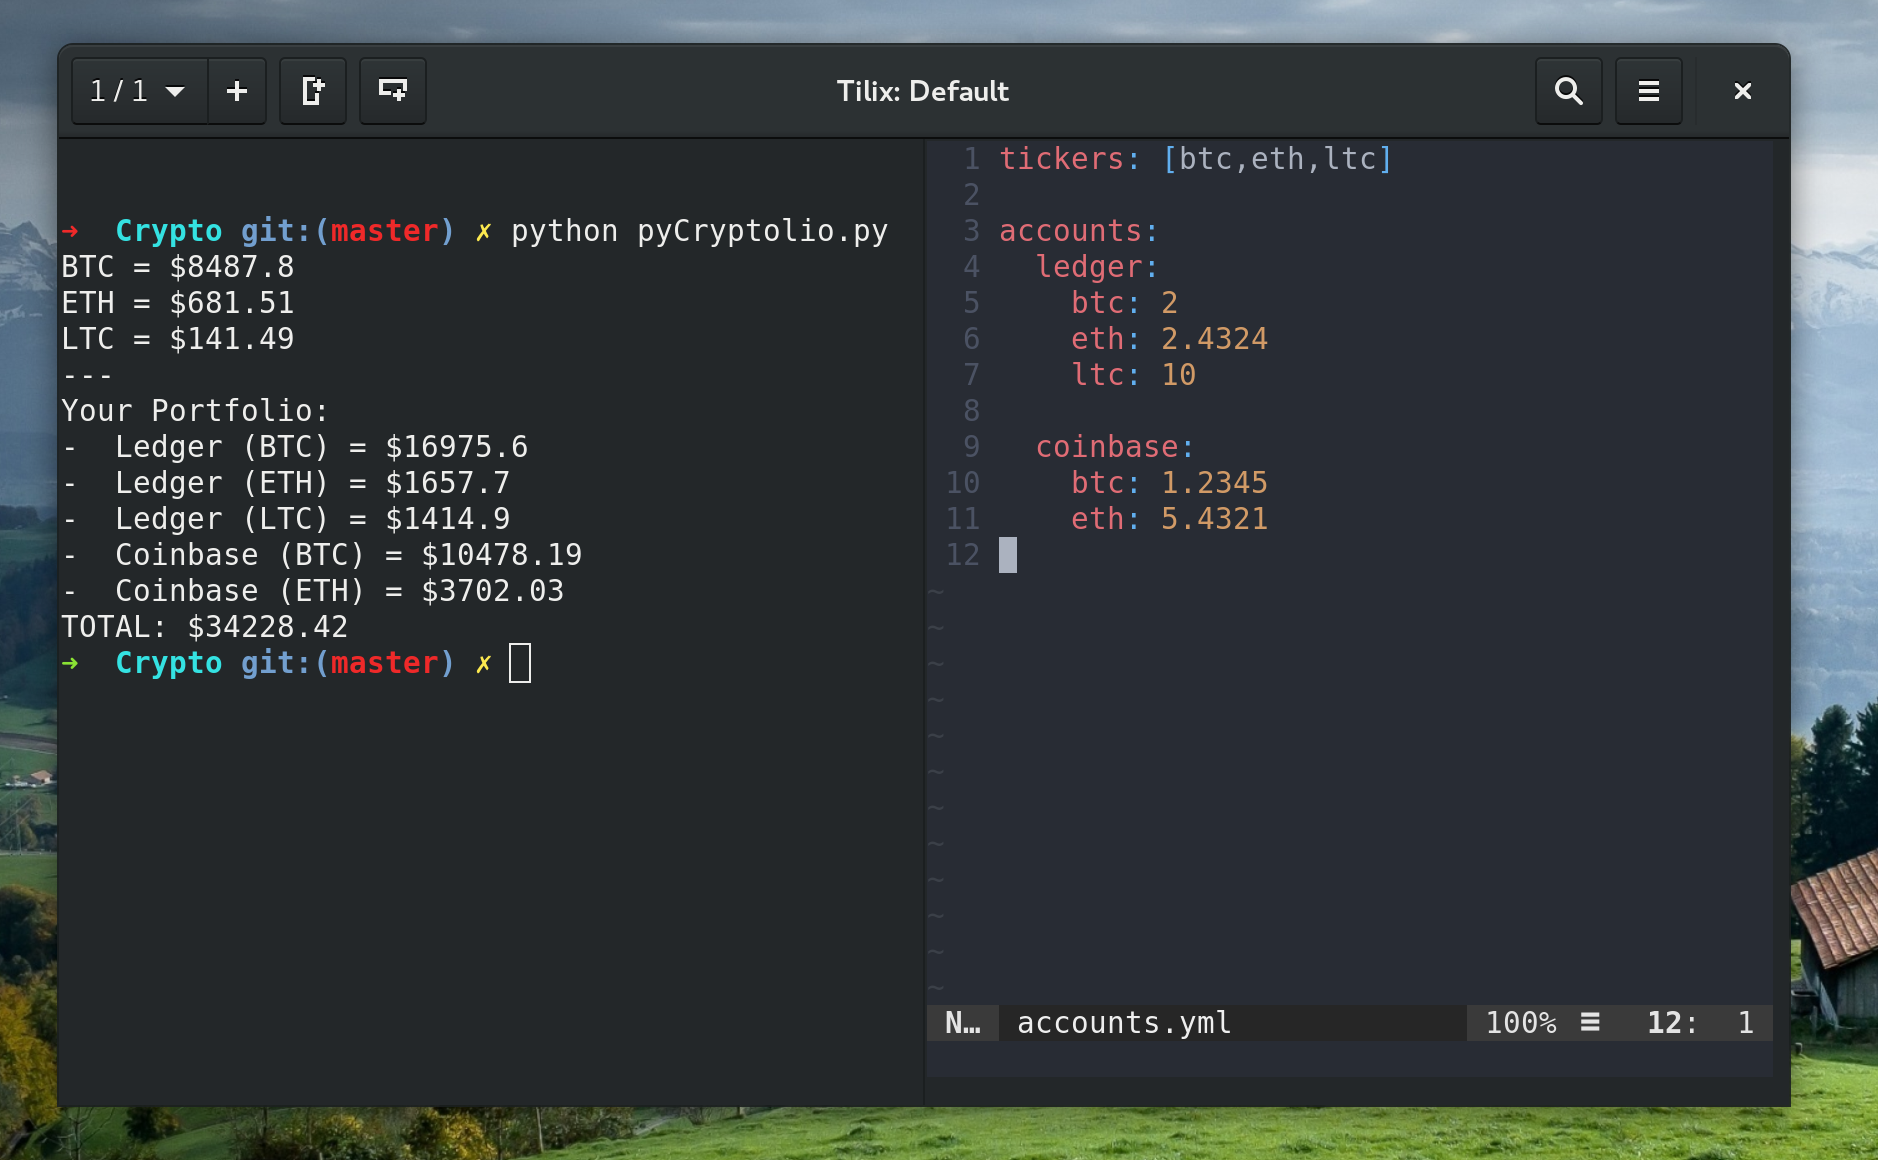 1 / 1
Tilix: Default
➜  Crypto git:(master) ✗ python pyCryptolio.py
BTC = $8487.8
ETH = $681.51
LTC = $141.49
---
Your Portfolio:
-  Ledger (BTC) = $16975.6
-  Ledger (ETH) = $1657.7
-  Ledger (LTC) = $1414.9
-  Coinbase (BTC) = $10478.19
-  Coinbase (ETH) = $3702.03
TOTAL: $34228.42
➜  Crypto git:(master) ✗
1 tickers: [btc,eth,ltc]
2
3 accounts:
4   ledger:
5     btc: 2
6     eth: 2.4324
7     ltc: 10
8
9   coinbase:
10     btc: 1.2345
11     eth: 5.4321
12
~
~
~
~
~
~
~
~
~
~
~
~
N… accounts.yml 100% ☰ 12: 1